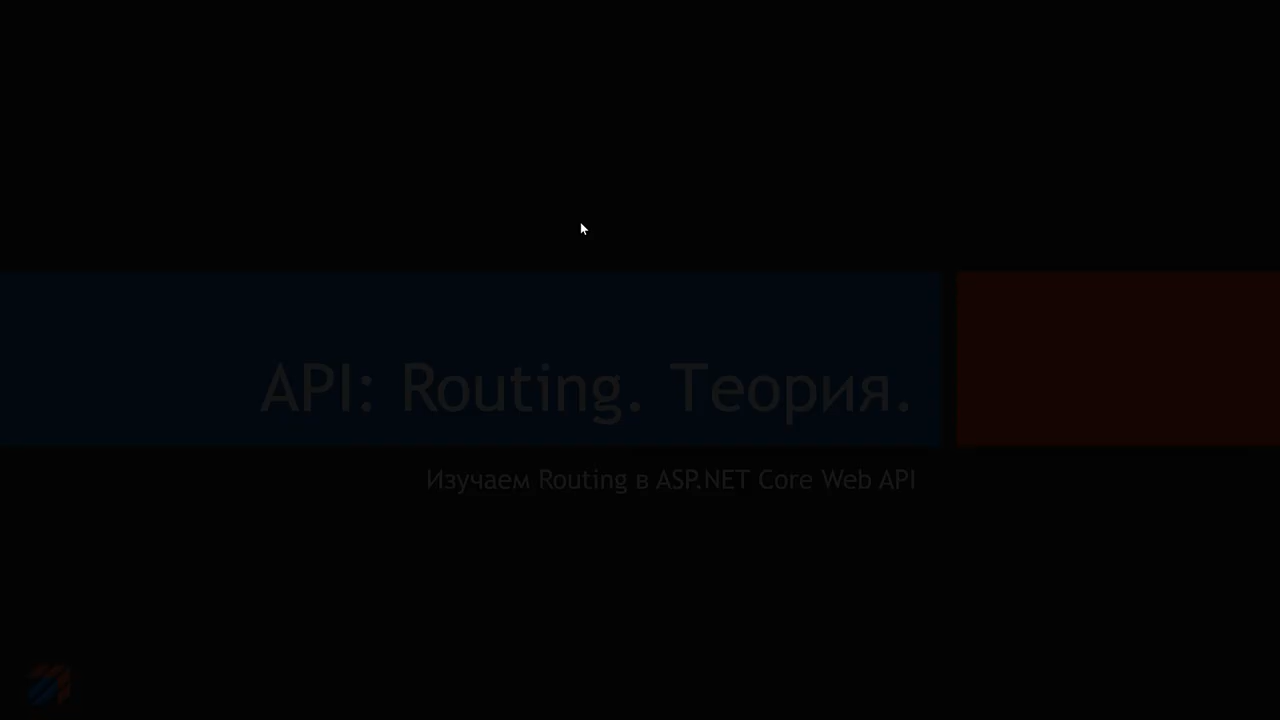 API: Routing. Теория.
Изучаем Routing в ASP.NET Core Web API